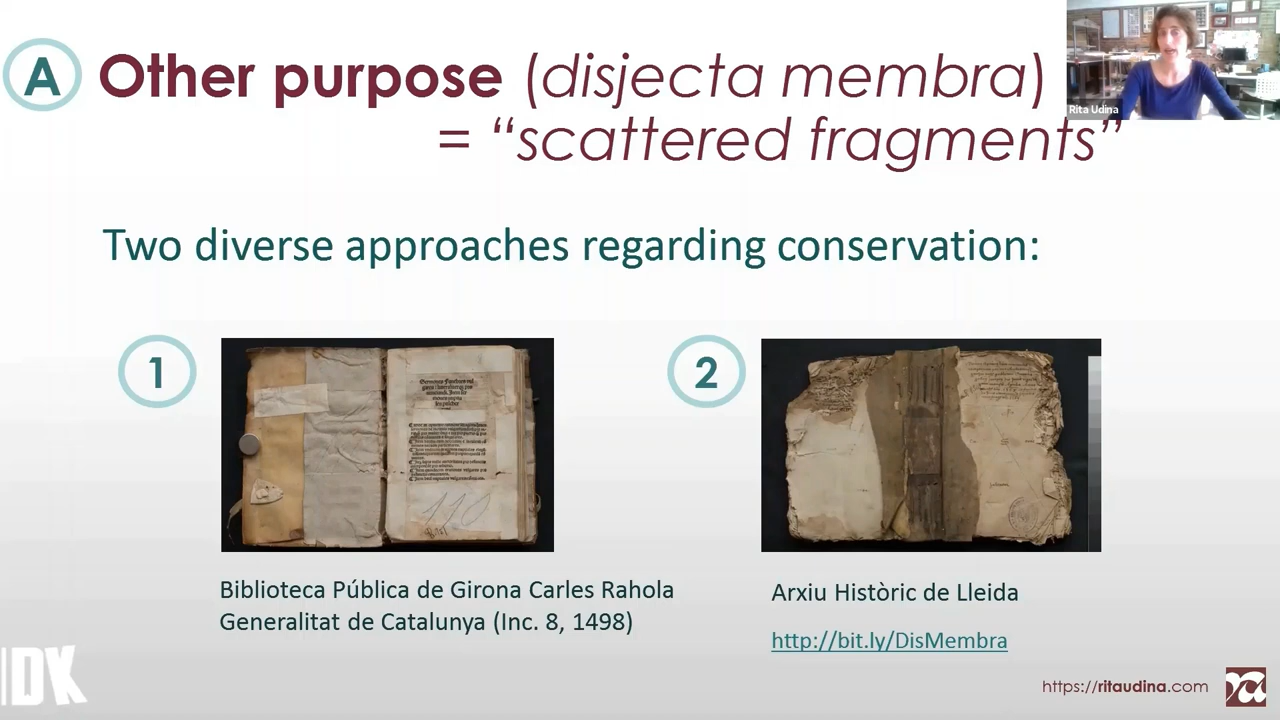 A Other purpose (disjecta membra)
= “scattered fragments”
Rita Udina
Two diverse approaches regarding conservation:
1
2
110
Biblioteca Pública de Girona Carles Rahola
Generalitat de Catalunya (Inc. 8, 1498)
Arxiu Històric de Lleida
http://bit.ly/DisMembra
IDK
https://ritaudina.com